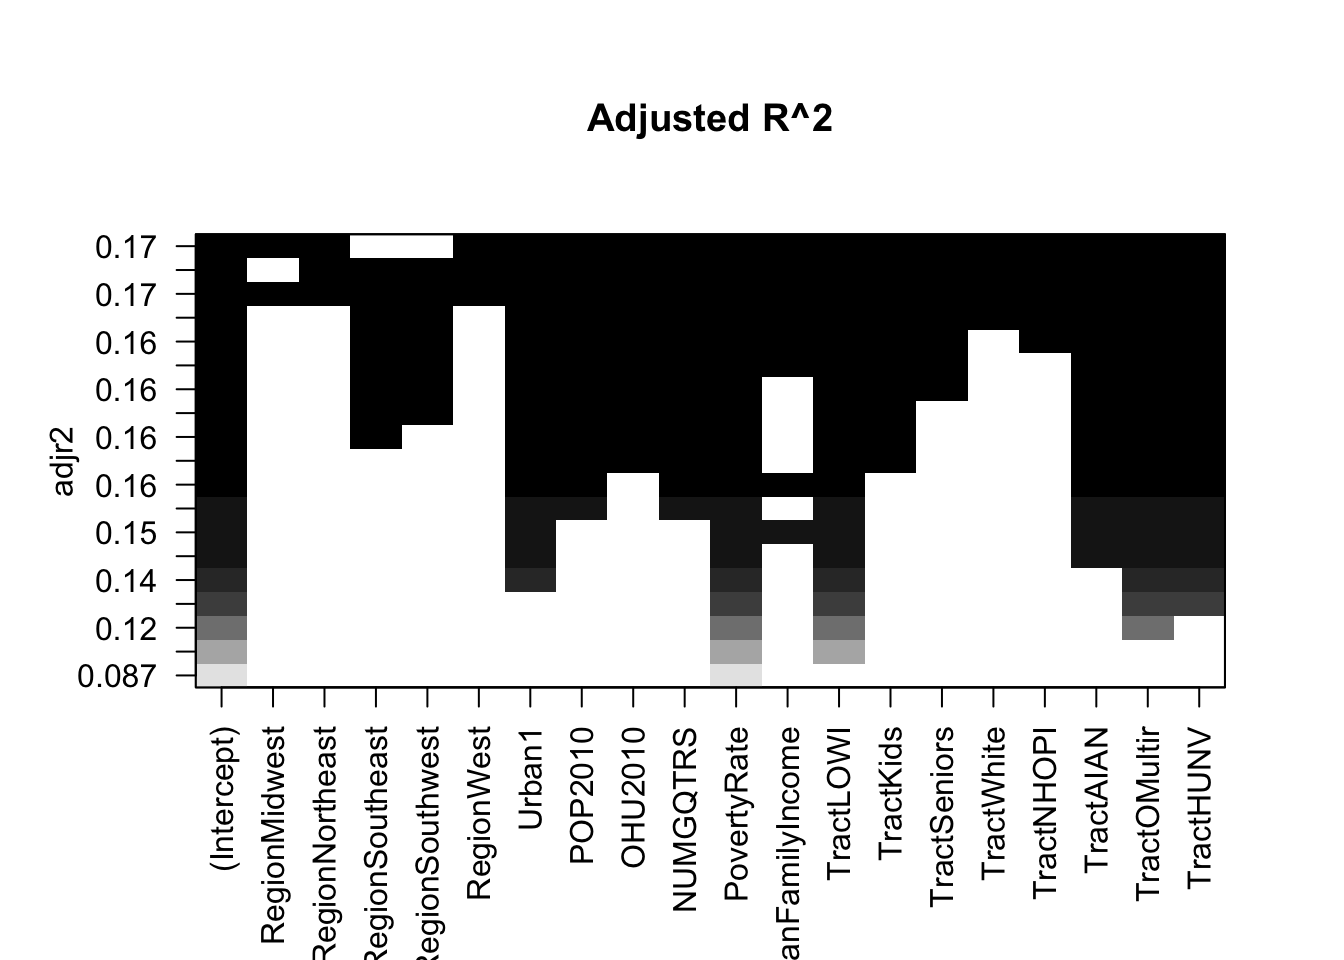 Adjusted R^2
adjr2
0.17
0.17
0.16
0.16
0.16
0.16
0.15
0.14
0.12
0.087
(Intercept)
RegionMidwest
RegionNortheast
RegionSoutheast
RegionSouthwest
RegionWest
Urban1
POP2010
OHU2010
NUMGQTRS
PovertyRate
anFamilyIncome
TractLOWI
TractKids
TractSeniors
TractWhite
TractNHOPI
TractAIAN
TractOMultir
TractHUNV